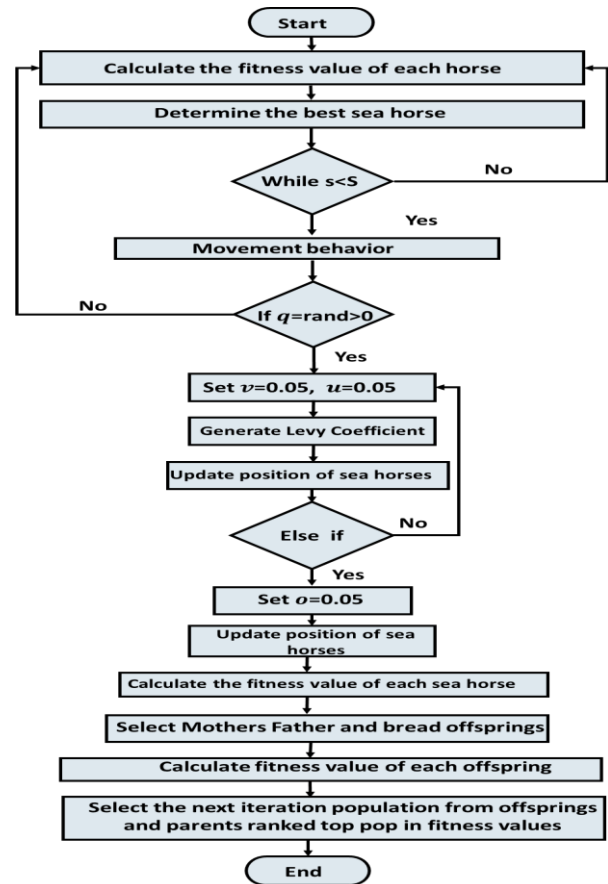 Start
Calculate the fitness value of each horse
Determine the best sea horse
While s<S
No
Yes
Movement behavior
No
If q=rand>0
Yes
Set v=0.05, u=0.05
Generate Levy Coefficient
Update position of sea horses
Else if
No
Yes
Set o=0.05
Update position of sea
horses
Calculate the fitness value of each sea horse
Select Mothers Father and bread offsprings
Calculate fitness value of each offspring
Select the next iteration population from offsprings
and parents ranked top pop in fitness values
End